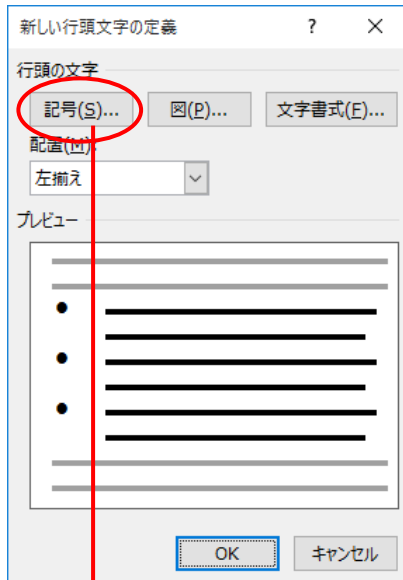 新しい行頭文字の定義 ? ×
行頭の文字
記号(S)... 図(P)... 文字書式(F)...
配置(M):
左揃え
プレビュー
OK キャンセル